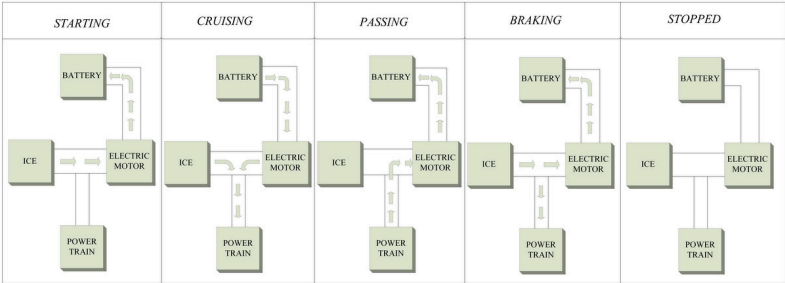 STARTING
BATTERY
ICE
ELECTRIC
MOTOR
POWER
TRAIN
CRUISING
BATTERY
ICE
ELECTRIC
MOTOR
POWER
TRAIN
PASSING
BATTERY
ICE
ELECTRIC
MOTOR
POWER
TRAIN
BRAKING
BATTERY
ICE
ELECTRIC
MOTOR
POWER
TRAIN
STOPPED
BATTERY
ICE
ELECTRIC
MOTOR
POWER
TRAIN